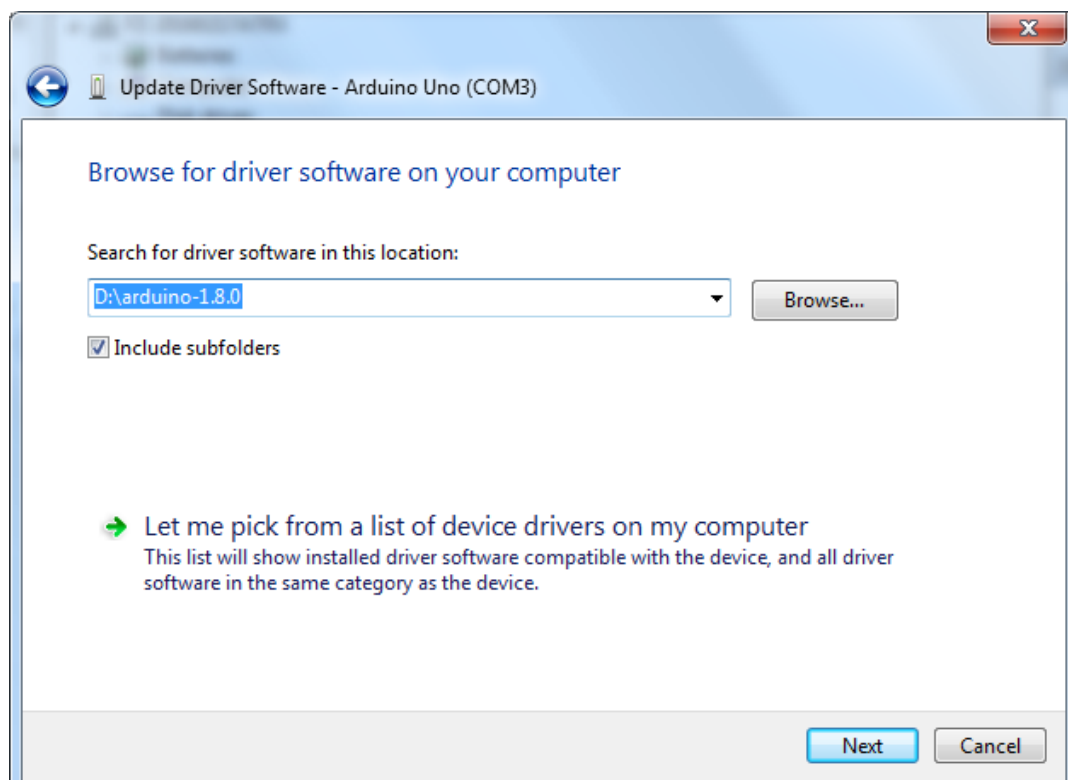 Update Driver Software - Arduino Uno (COM3)
Browse for driver software on your computer
Search for driver software in this location:
D:\arduino-1.8.0
Browse...
Include subfolders
Let me pick from a list of device drivers on my computer
This list will show installed driver software compatible with the device, and all driver
software in the same category as the device.
Next
Cancel